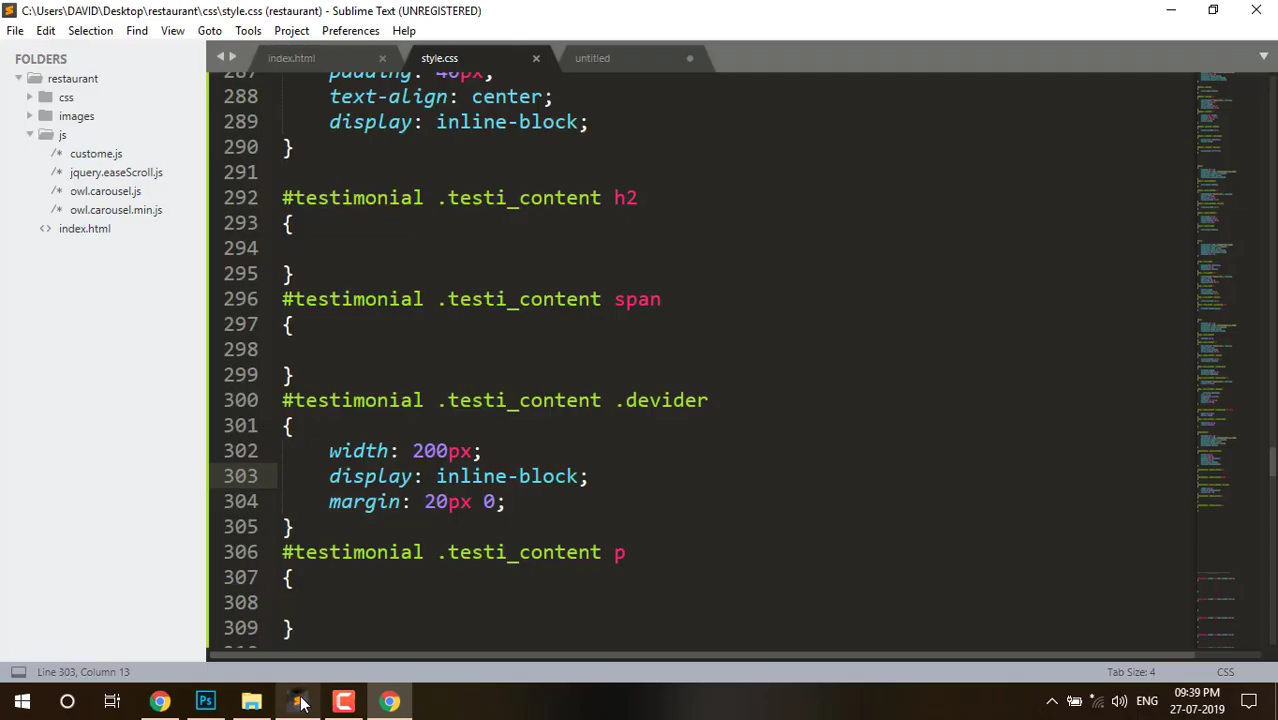 C:\Users\DAVID\Desktop\restaurant\css\style.css (restaurant) - Sublime Text (UNREGISTERED)
File Edit Selection Find View Goto Tools Project Preferences Help
FOLDERS
restaurant
css
images
js
/* custome.js
/* jquery.easeScroll.js
/* owl.carousel.js
/* owl.carousel.min.js
<> index.html
index.html style.css untitled
287 padding: 40px;
288 text-align: center;
289 display: inline-block;
290 }
291
292 #testimonial .testi_content h2
293 {
294
295 }
296 #testimonial .testi_content span
297 {
298
299 }
300 #testimonial .testi_content .devider
301 {
302 width: 200px;
303 display: inline-block;
304 margin: 20px 0;
305 }
306 #testimonial .testi_content p
307 {
308
309 }
Line 303, Column 13
Tab Size: 4
CSS
Ps
ENG
09:39 PM
27-07-2019